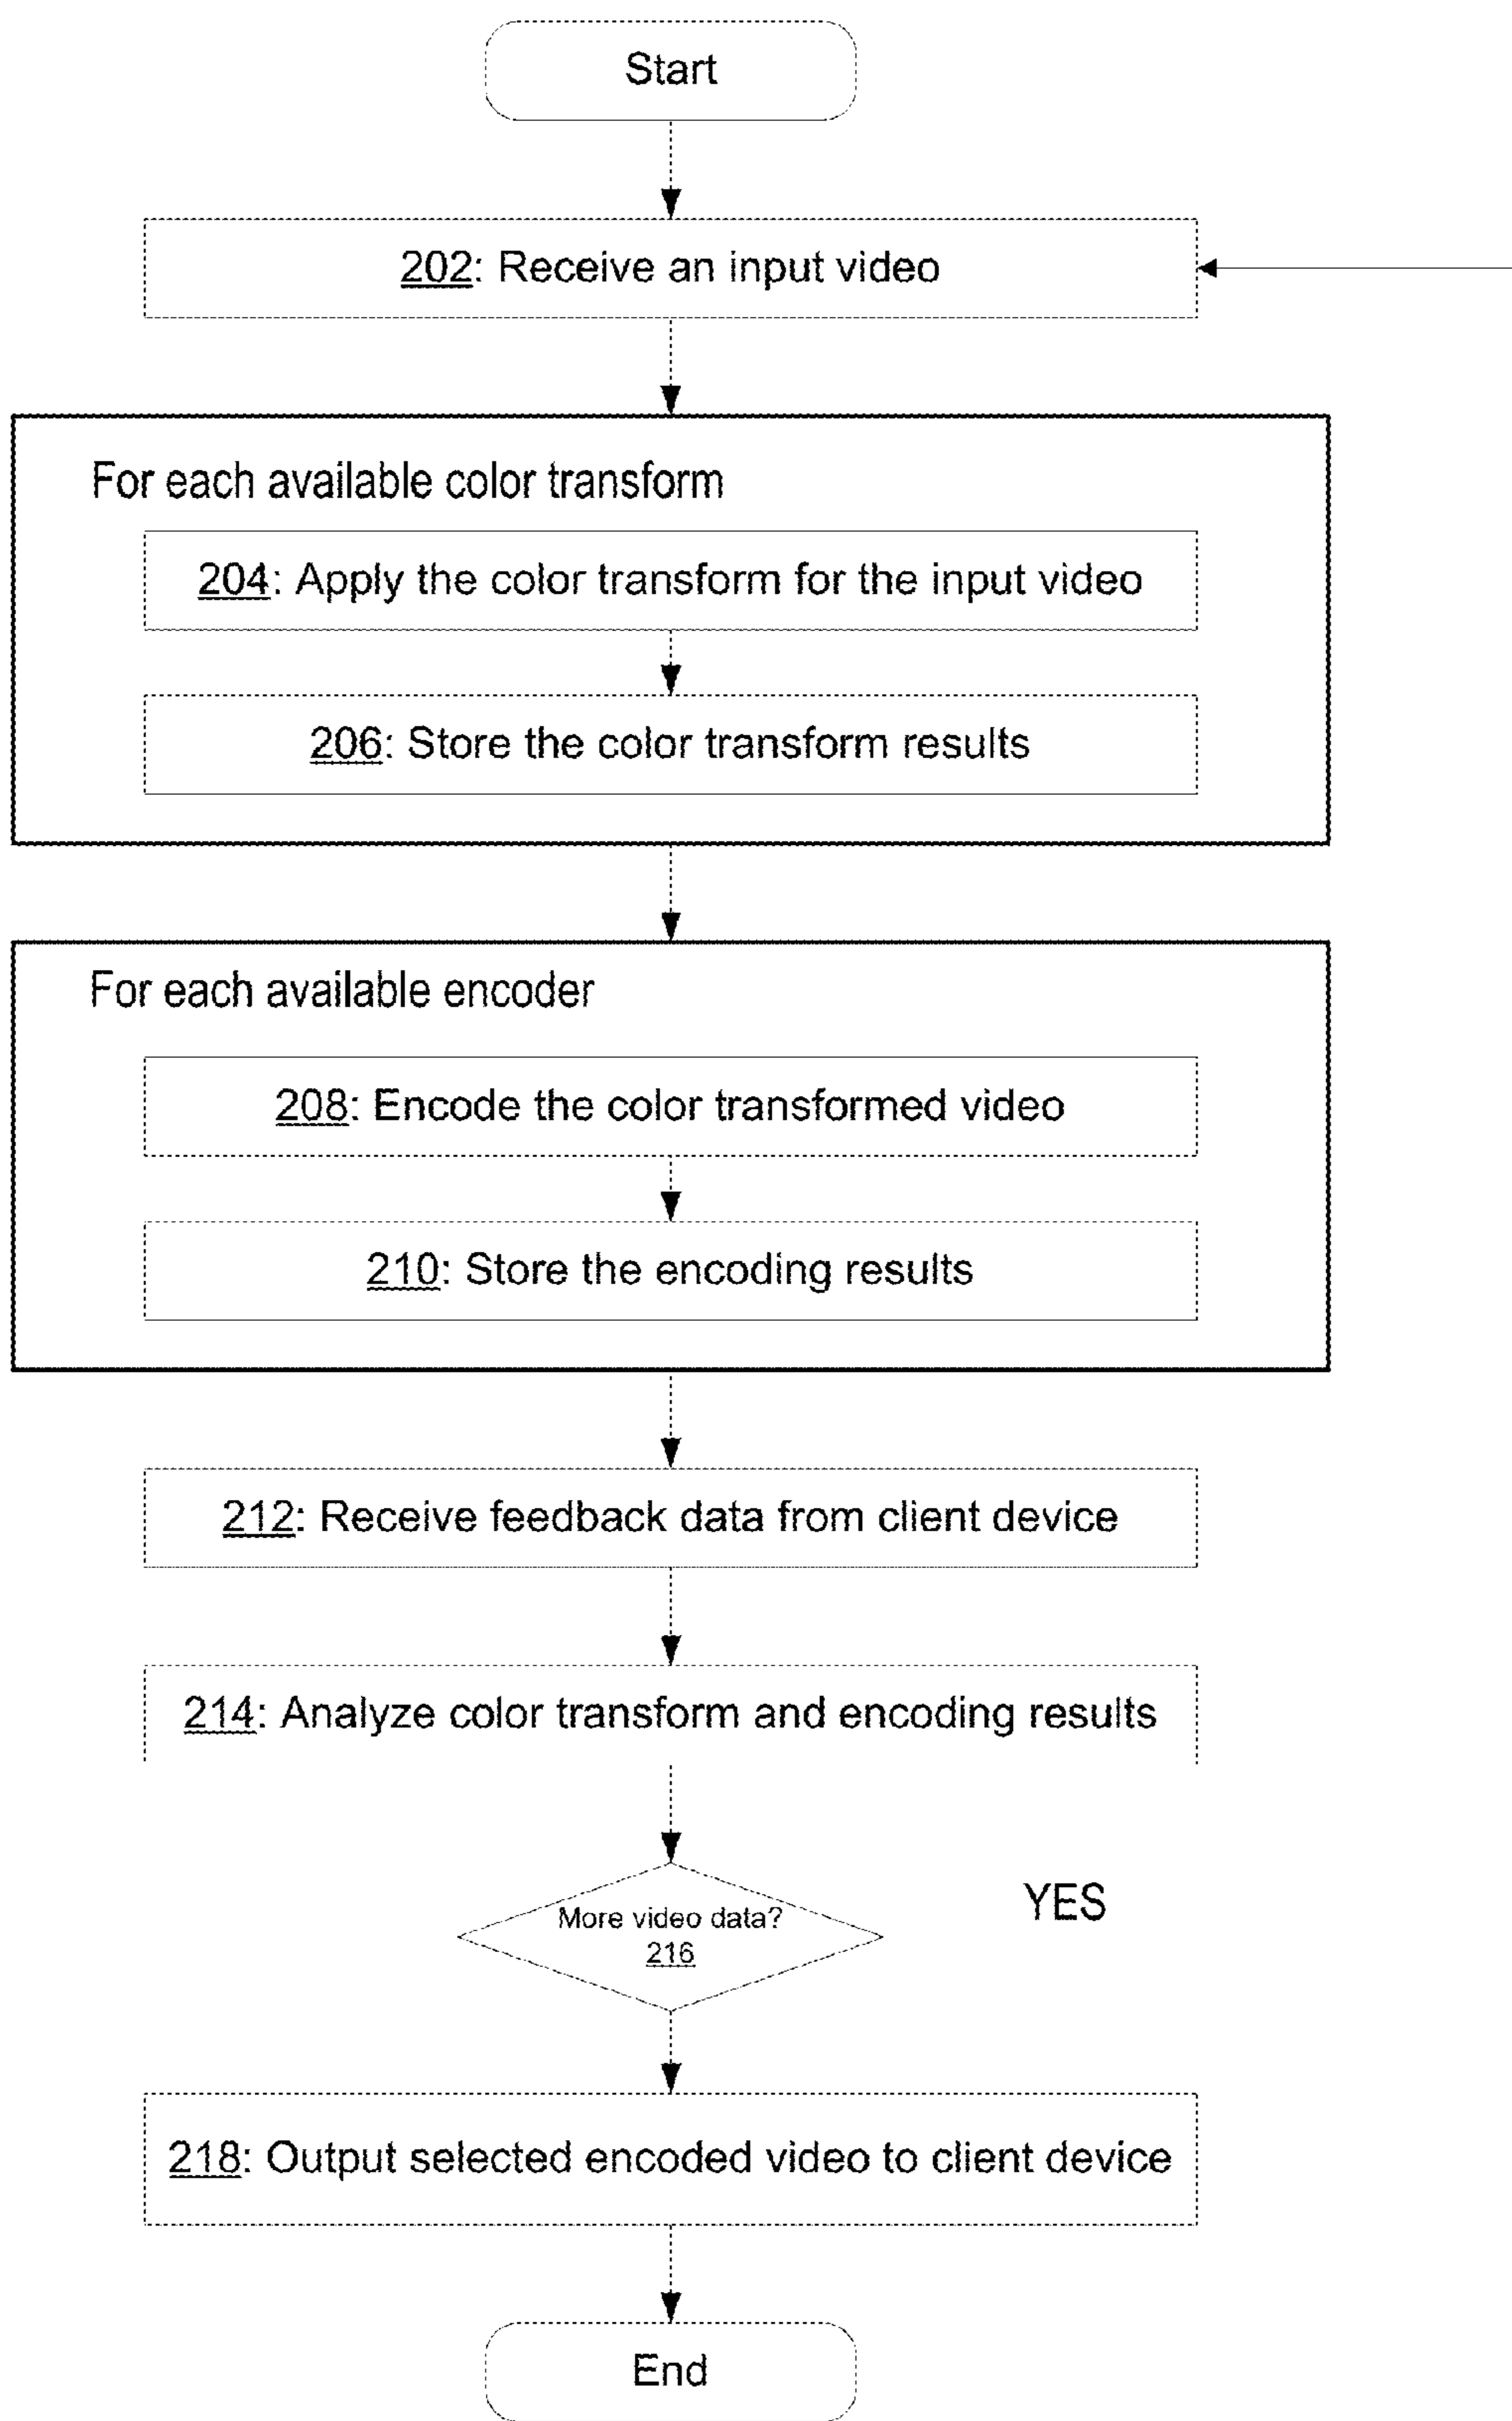 Start
202: Receive an input video
For each available color transform
204: Apply the color transform for the input video
206: Store the color transform results
For each available encoder
208: Encode the color transformed video
210: Store the encoding results
212: Receive feedback data from client device
214: Analyze color transform and encoding results
YES
More video data?
216
218: Output selected encoded video to client device
End